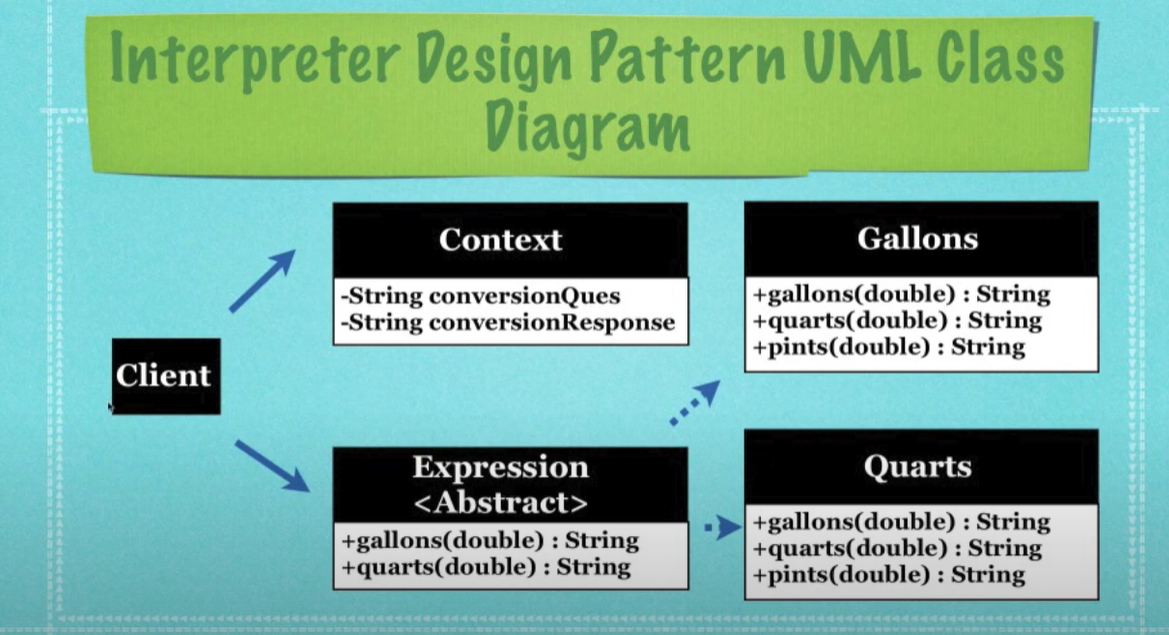 Interpreter Design Pattern UML Class
Diagram
Context
-String conversionQues
-String conversionResponse
Gallons
+gallons(double) : String
+quarts(double) : String
+pints(double) : String
Client
Expression
<Abstract>
+gallons(double) : String
+quarts(double) : String
Quarts
+gallons(double) : String
+quarts(double) : String
+pints(double) : String